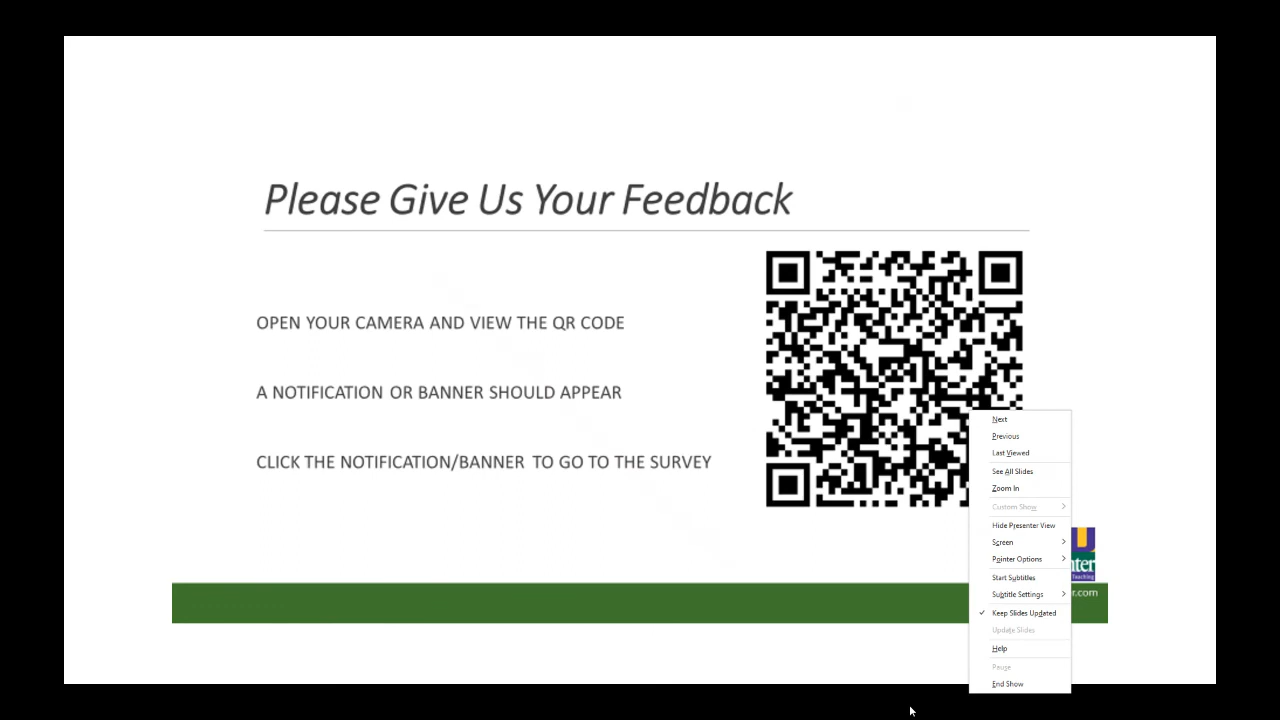 Please Give Us Your Feedback
OPEN YOUR CAMERA AND VIEW THE QR CODE
A NOTIFICATION OR BANNER SHOULD APPEAR
CLICK THE NOTIFICATION/BANNER TO GO TO THE SURVEY
Next
Previous
Last Viewed
See All Slides
Zoom In
Custom Show
Hide Presenter View
Screen
Pointer Options
Start Subtitles
Subtitle Settings
Keep Slides Updated
Update Slides
Help
Pause
End Show
U
nter
Teaching
r.com